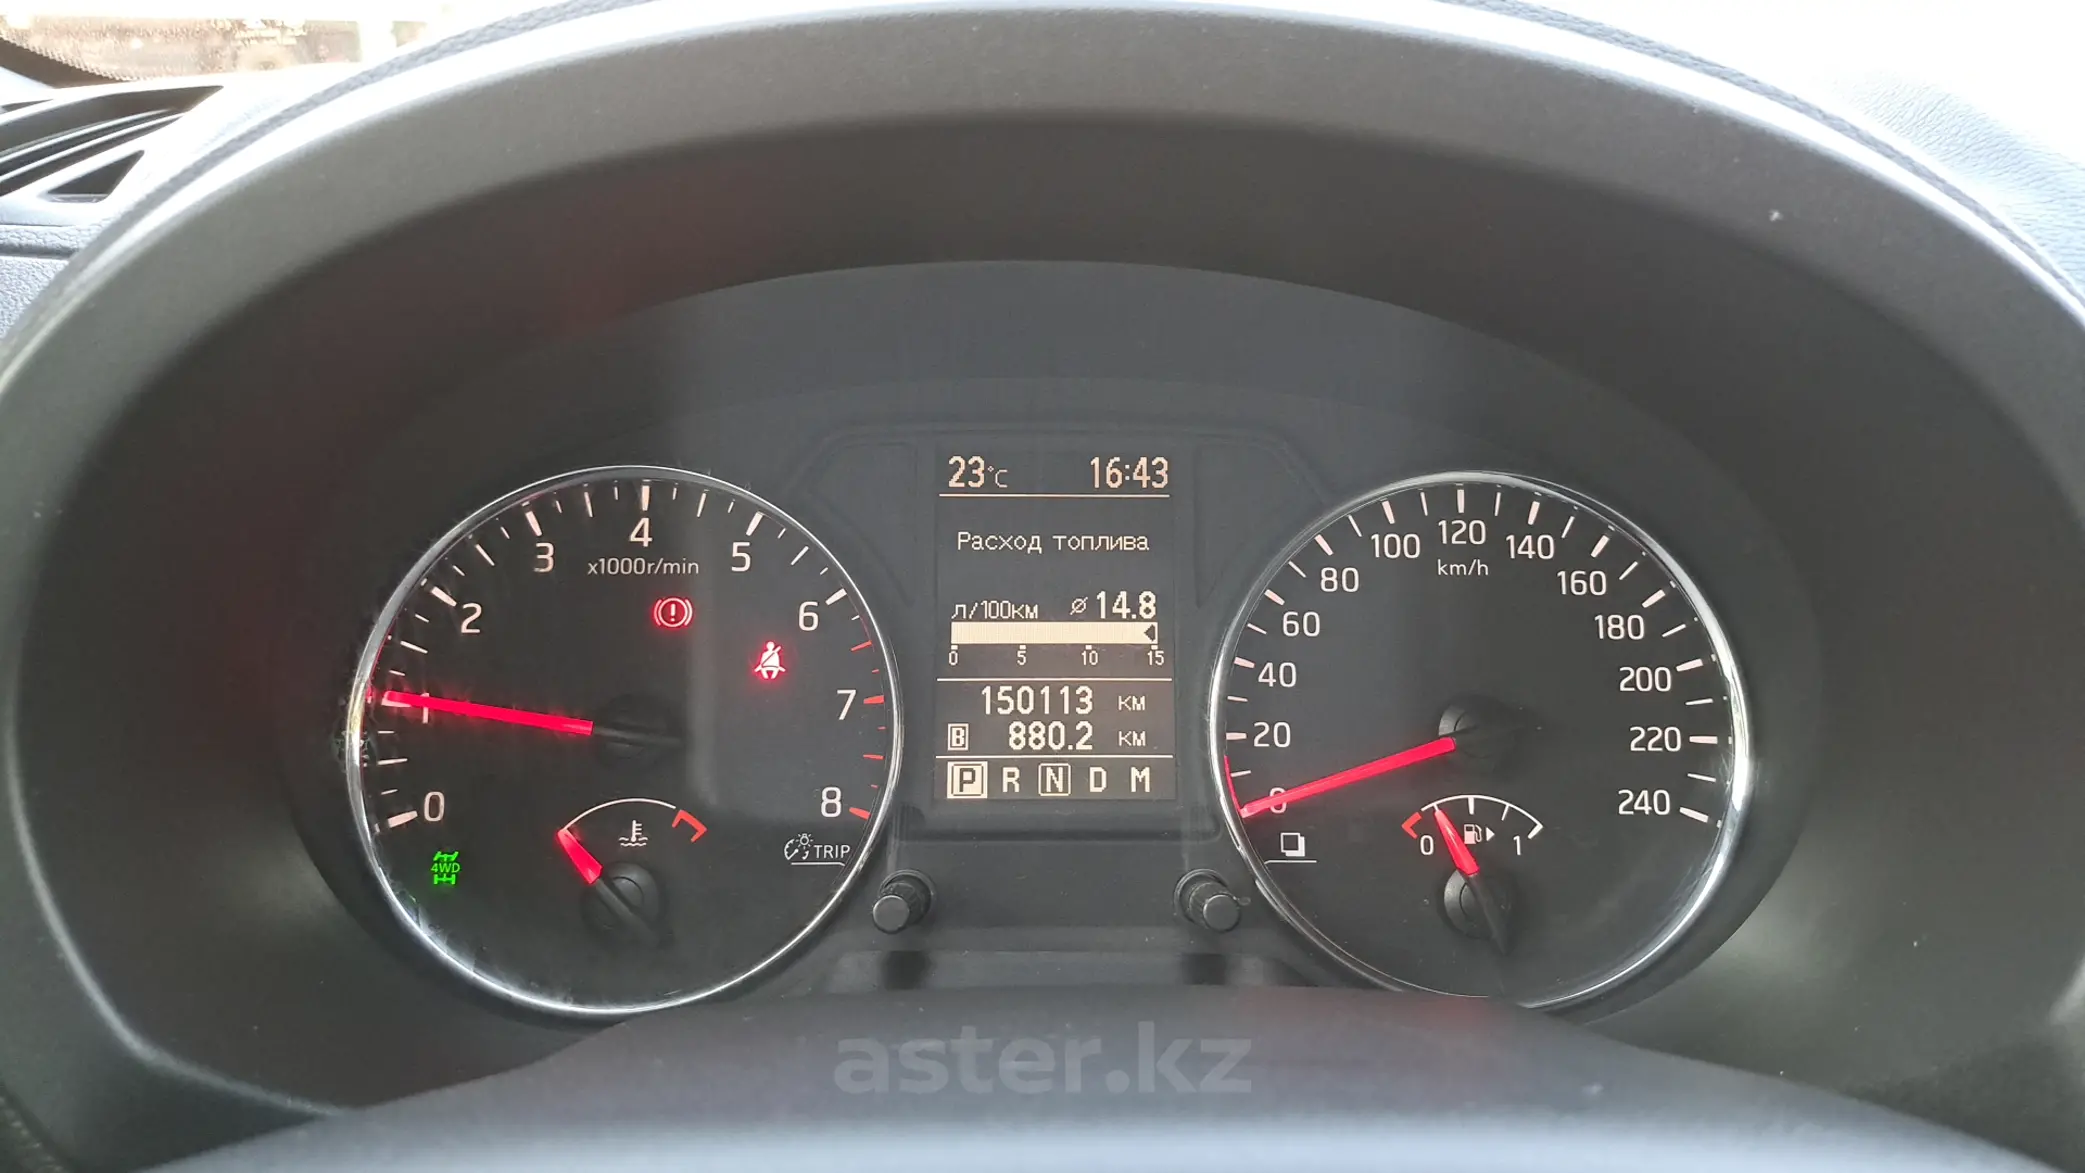 23°C 16:43
Расход топлива
л/100км ⌀ 14.8
0 5 10 15
150113 км
B 880.2 км
P R N D M
0 1 2 3 4 5 6 7 8
x1000r/min
4WD
TRIP
0 20 40 60 80 100 120 140 160 180 200 220 240
km/h
0 1
aster.kz